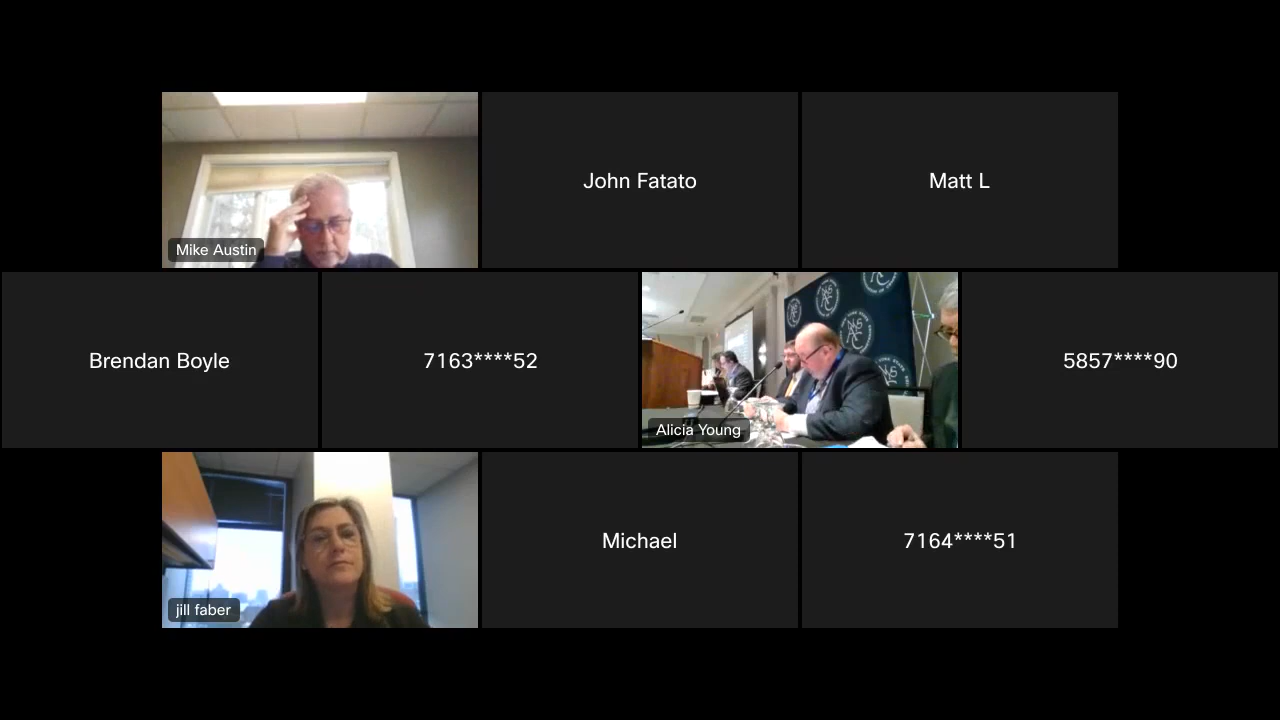 Mike Austin
John Fatato
Matt L
Brendan Boyle
7163****52
Alicia Young
5857****90
jill faber
Michael
7164****51